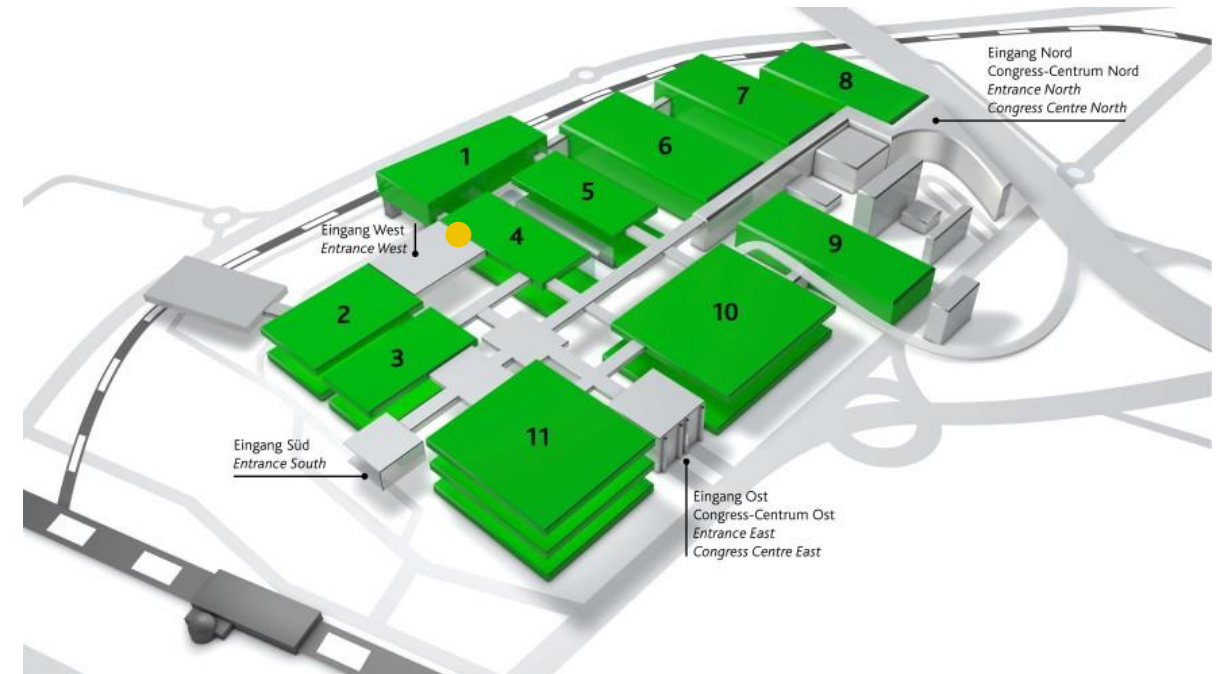 Eingang Nord
Congress-Centrum Nord
Entrance North
Congress Centre North
8
7
6
1
5
4
Eingang West
Entrance West
9
10
2
3
11
Eingang Süd
Entrance South
Eingang Ost
Congress-Centrum Ost
Entrance East
Congress Centre East